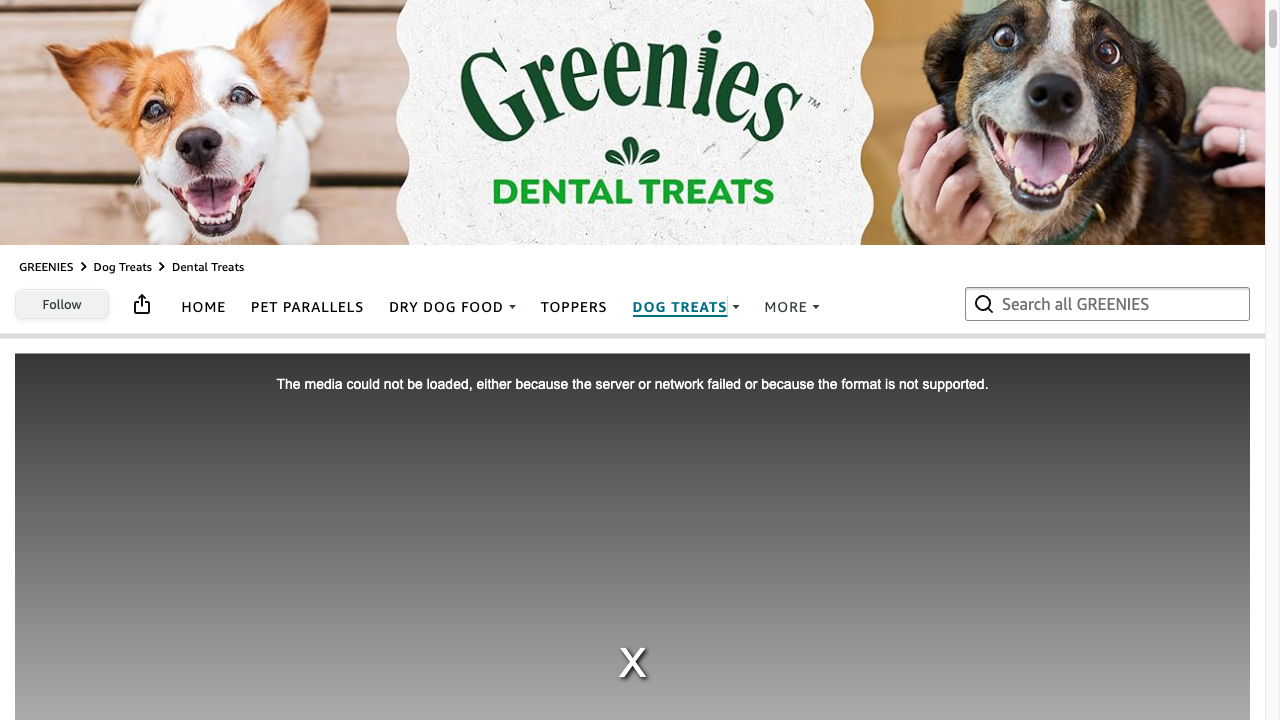 Greenies™
DENTAL TREATS
GREENIES > Dog Treats > Dental Treats
Follow
HOME PET PARALLELS DRY DOG FOOD TOPPERS DOG TREATS MORE
Search all GREENIES
The media could not be loaded, either because the server or network failed or because the format is not supported.
X